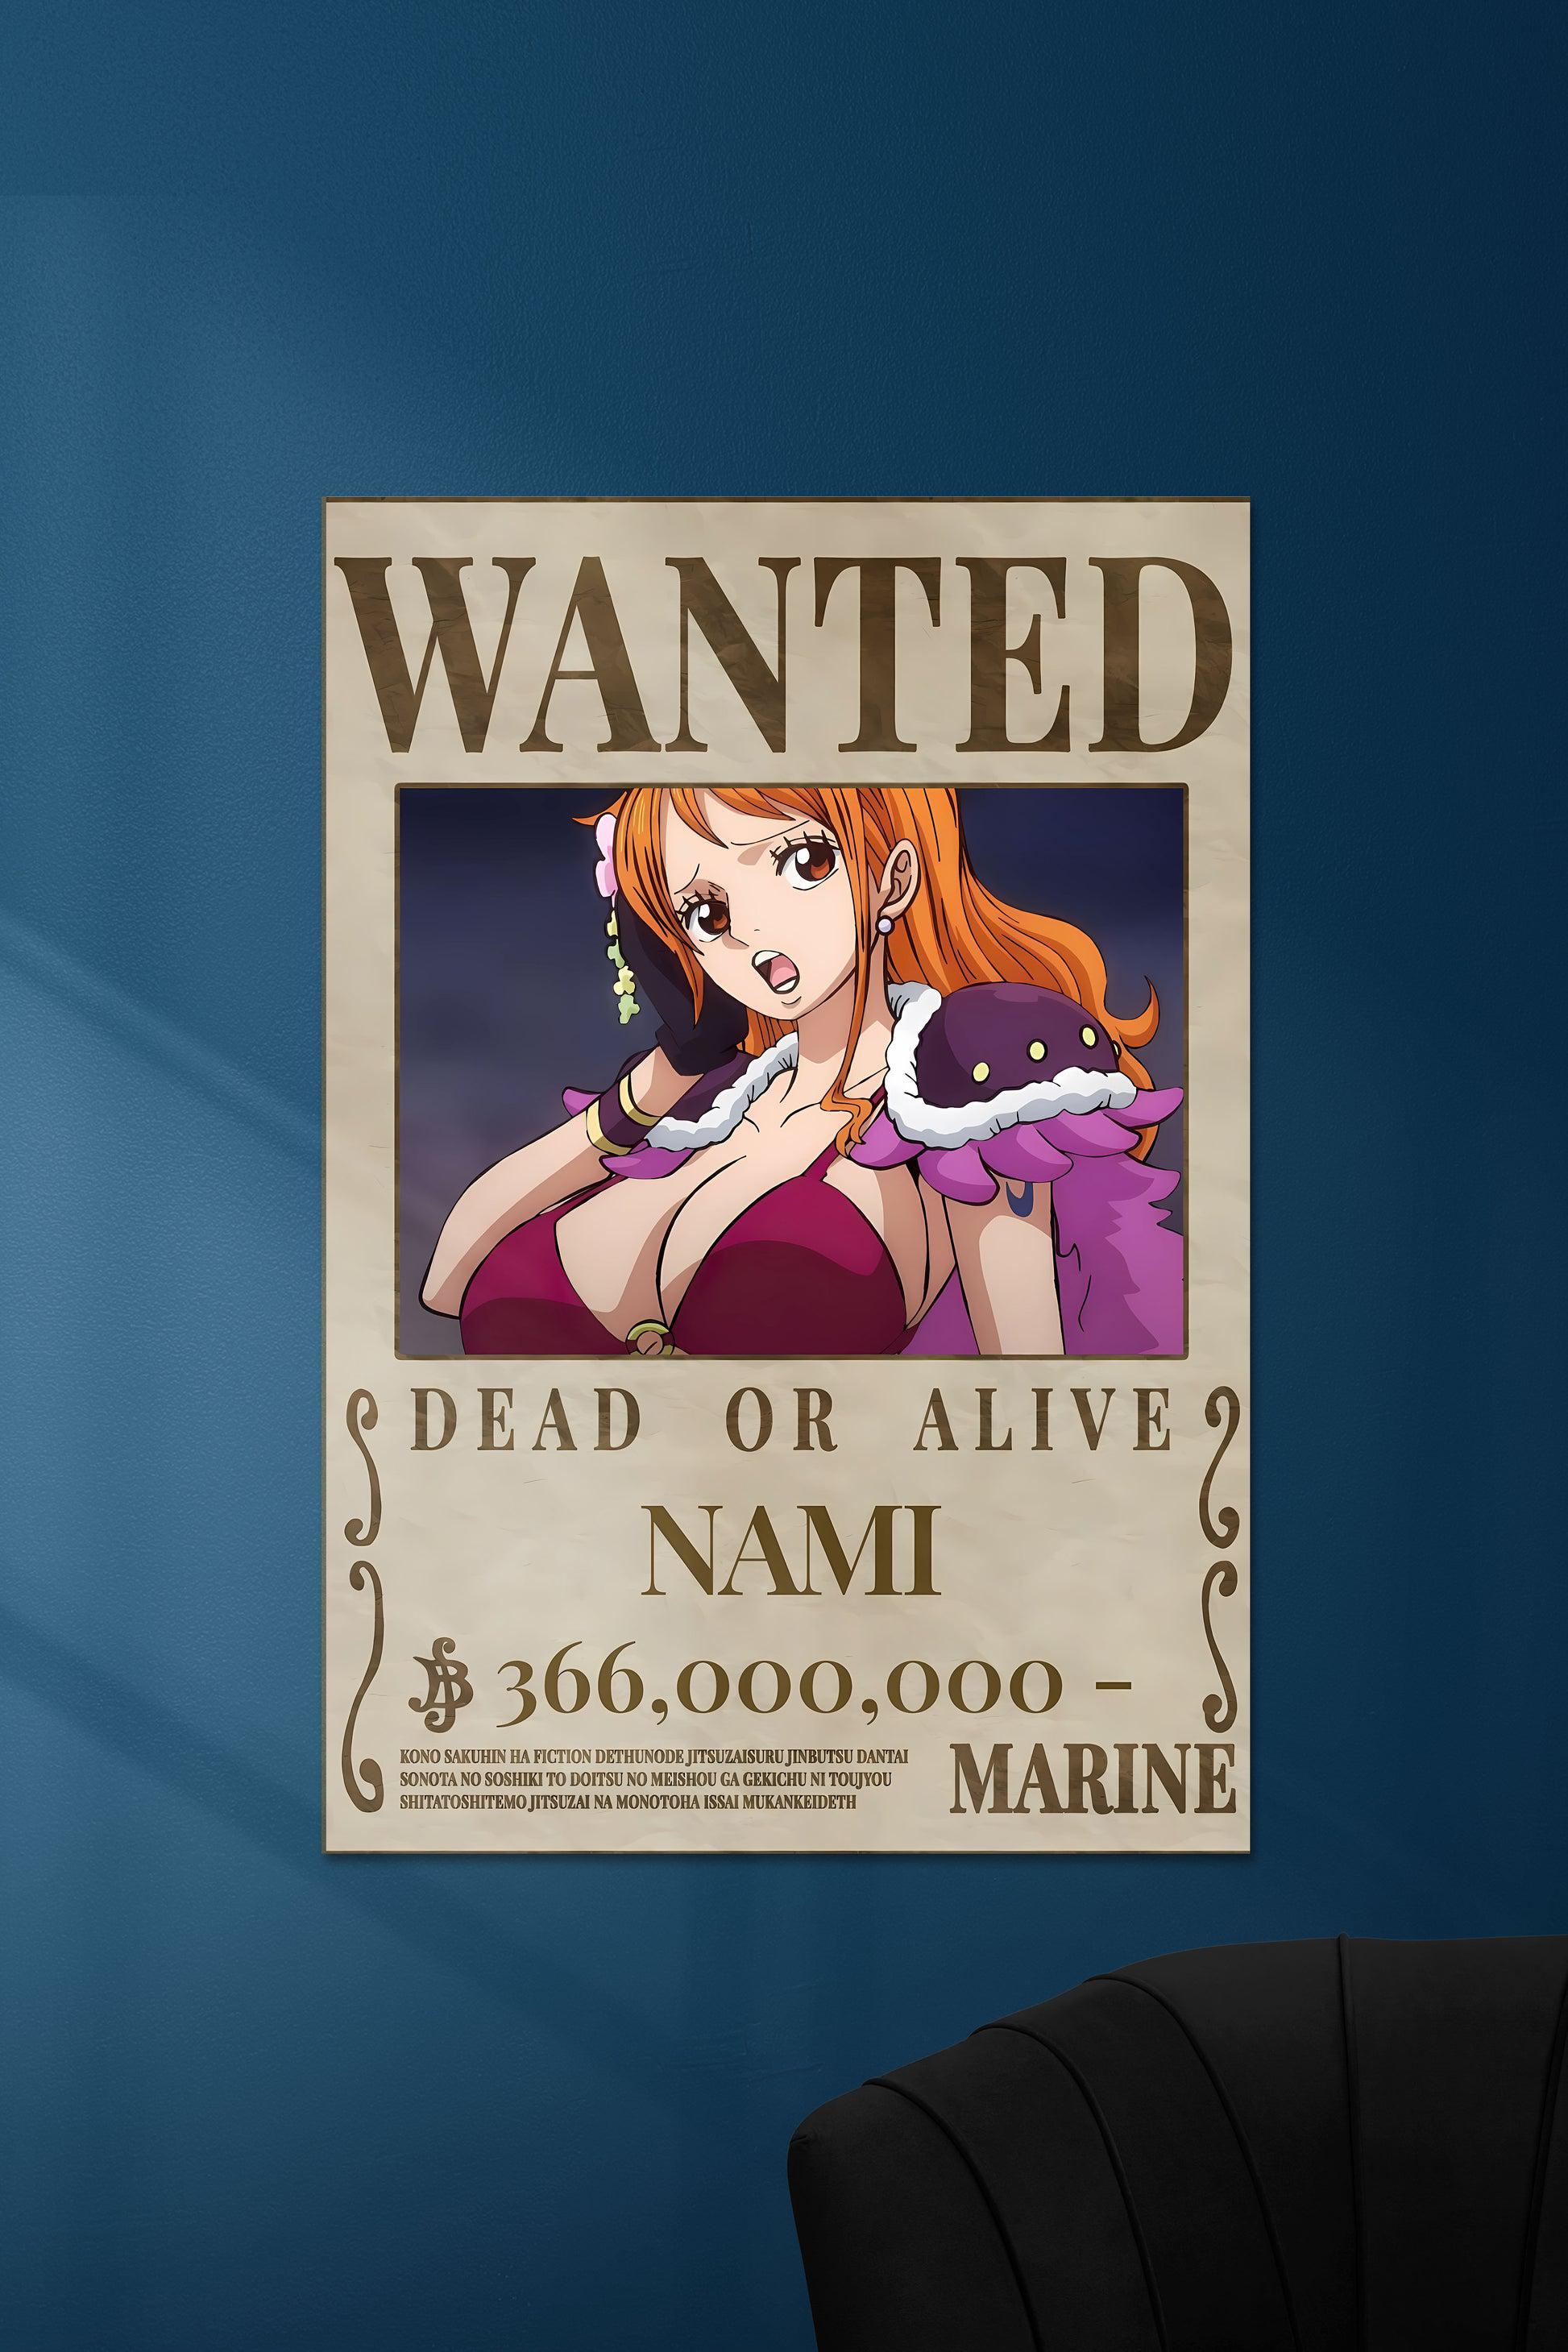 WANTED
DEAD OR ALIVE
NAMI
฿ 366,000,000 –
KONO SAKUHIN HA FICTION DETHUNODE JITSUZAISURU JINBUTSU DANTAI
SONOTA NO SOSHIKI TO DOITSU NO MEISHOU GA GEKICHU NI TOUJYOU
SHITATOSHITEMO JITSUZAI NA MONOTOHA ISSAI MUKANKEIDETH
MARINE